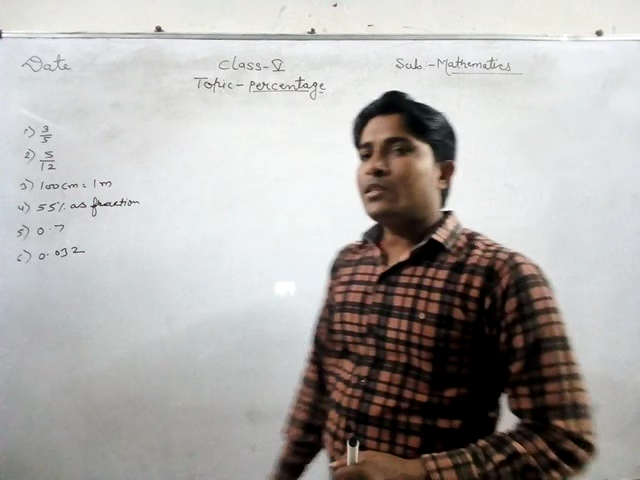 Date
Class-V
Sub-Mathematics
Topic-percentage
1) 3/5
2) 5/12
3) 100cm = 1m
4) 55% as fraction
5) 0.7
6) 0.032